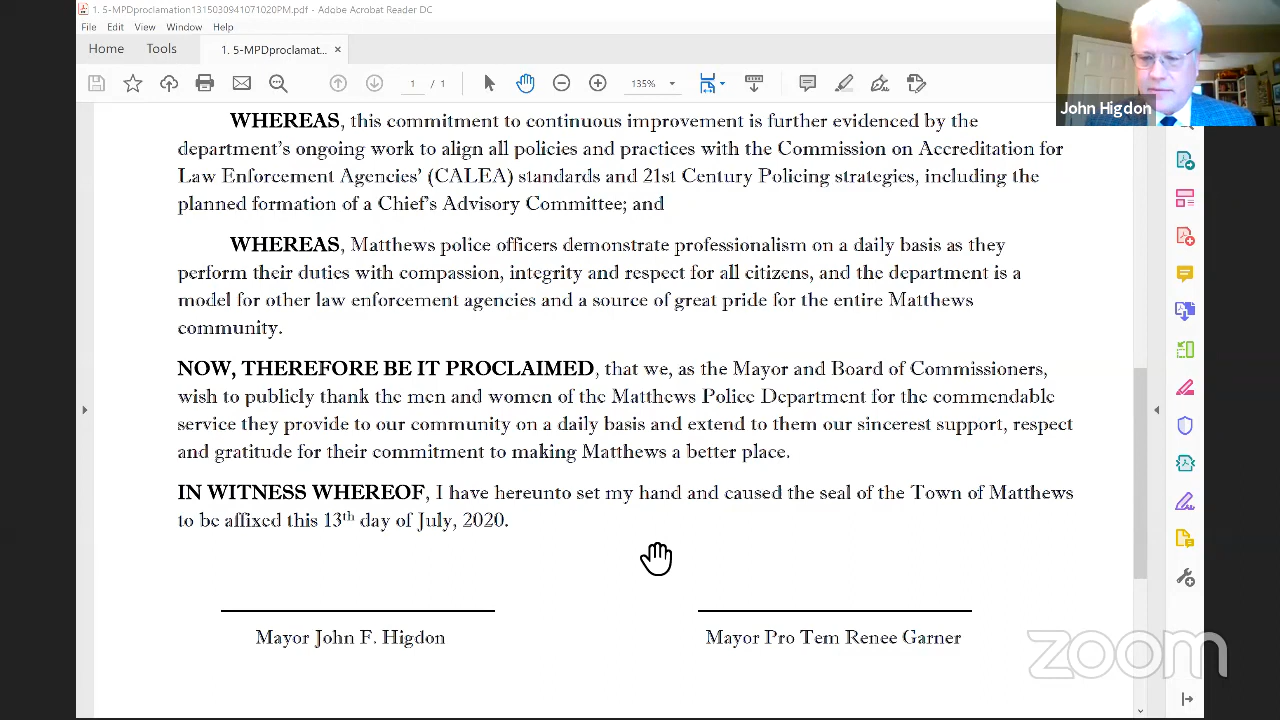 1. 5-MPDproclamation1315030941071020PM.pdf - Adobe Acrobat Reader DC
File Edit View Window Help
Home Tools 1. 5-MPDproclamat... ×
1 / 1 135%
John Higdon
WHEREAS, this commitment to continuous improvement is further evidenced by the
department's ongoing work to align all policies and practices with the Commission on Accreditation for
Law Enforcement Agencies' (CALEA) standards and 21st Century Policing strategies, including the
planned formation of a Chief's Advisory Committee; and
WHEREAS, Matthews police officers demonstrate professionalism on a daily basis as they
perform their duties with compassion, integrity and respect for all citizens, and the department is a
model for other law enforcement agencies and a source of great pride for the entire Matthews
community.
NOW, THEREFORE BE IT PROCLAIMED, that we, as the Mayor and Board of Commissioners,
wish to publicly thank the men and women of the Matthews Police Department for the commendable
service they provide to our community on a daily basis and extend to them our sincerest support, respect
and gratitude for their commitment to making Matthews a better place.
IN WITNESS WHEREOF, I have hereunto set my hand and caused the seal of the Town of Matthews
to be affixed this 13th day of July, 2020.
Mayor John F. Higdon Mayor Pro Tem Renee Garner
zoom